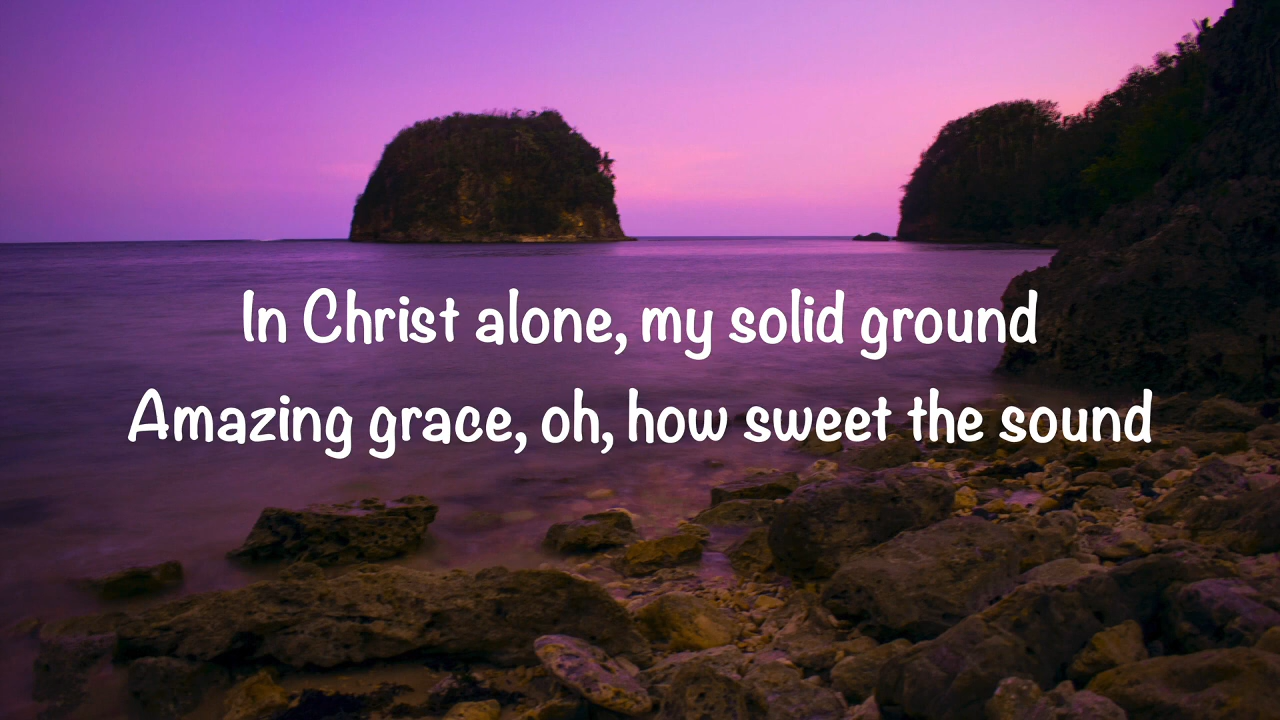 In Christ alone, my solid ground
Amazing grace, oh, how sweet the sound